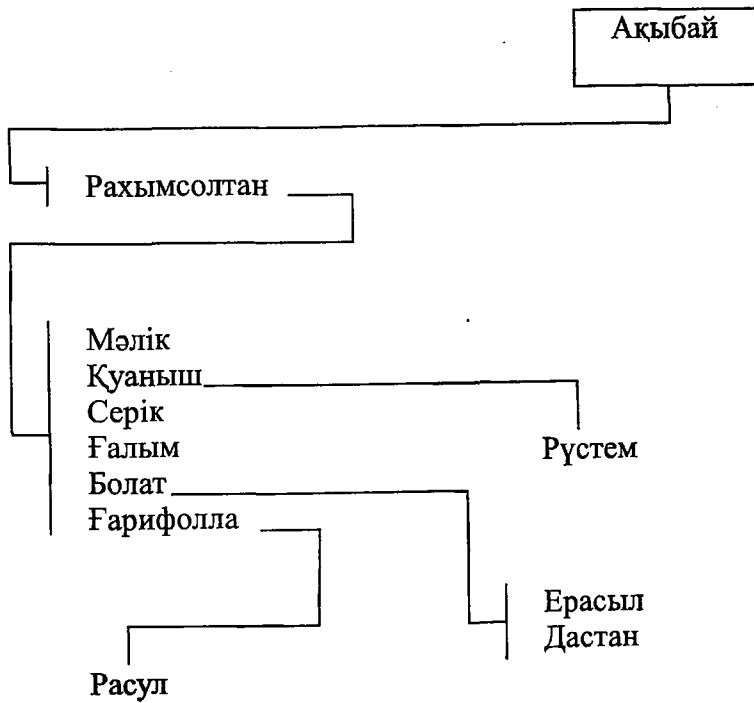 Ақыбай
Рахымсолтан
Мәлік
Қуаныш
Серік
Ғалым
Рүстем
Болат
Ғарифолла
Ерасыл
Дастан
Расул